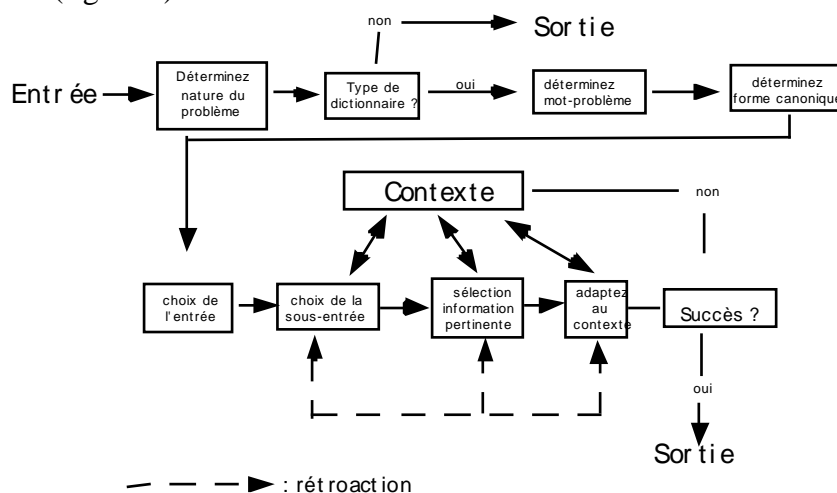 non
Sortie
Entrée
Déterminez
nature du
problème
Type de
dictionnaire ?
oui
déterminez
mot-problème
déterminez
forme canonique
Contexte
non
choix de
l'entrée
choix de la
sous-entrée
sélection
information
pertinente
adaptez
au
contexte
Succès ?
oui
Sortie
: rétroaction